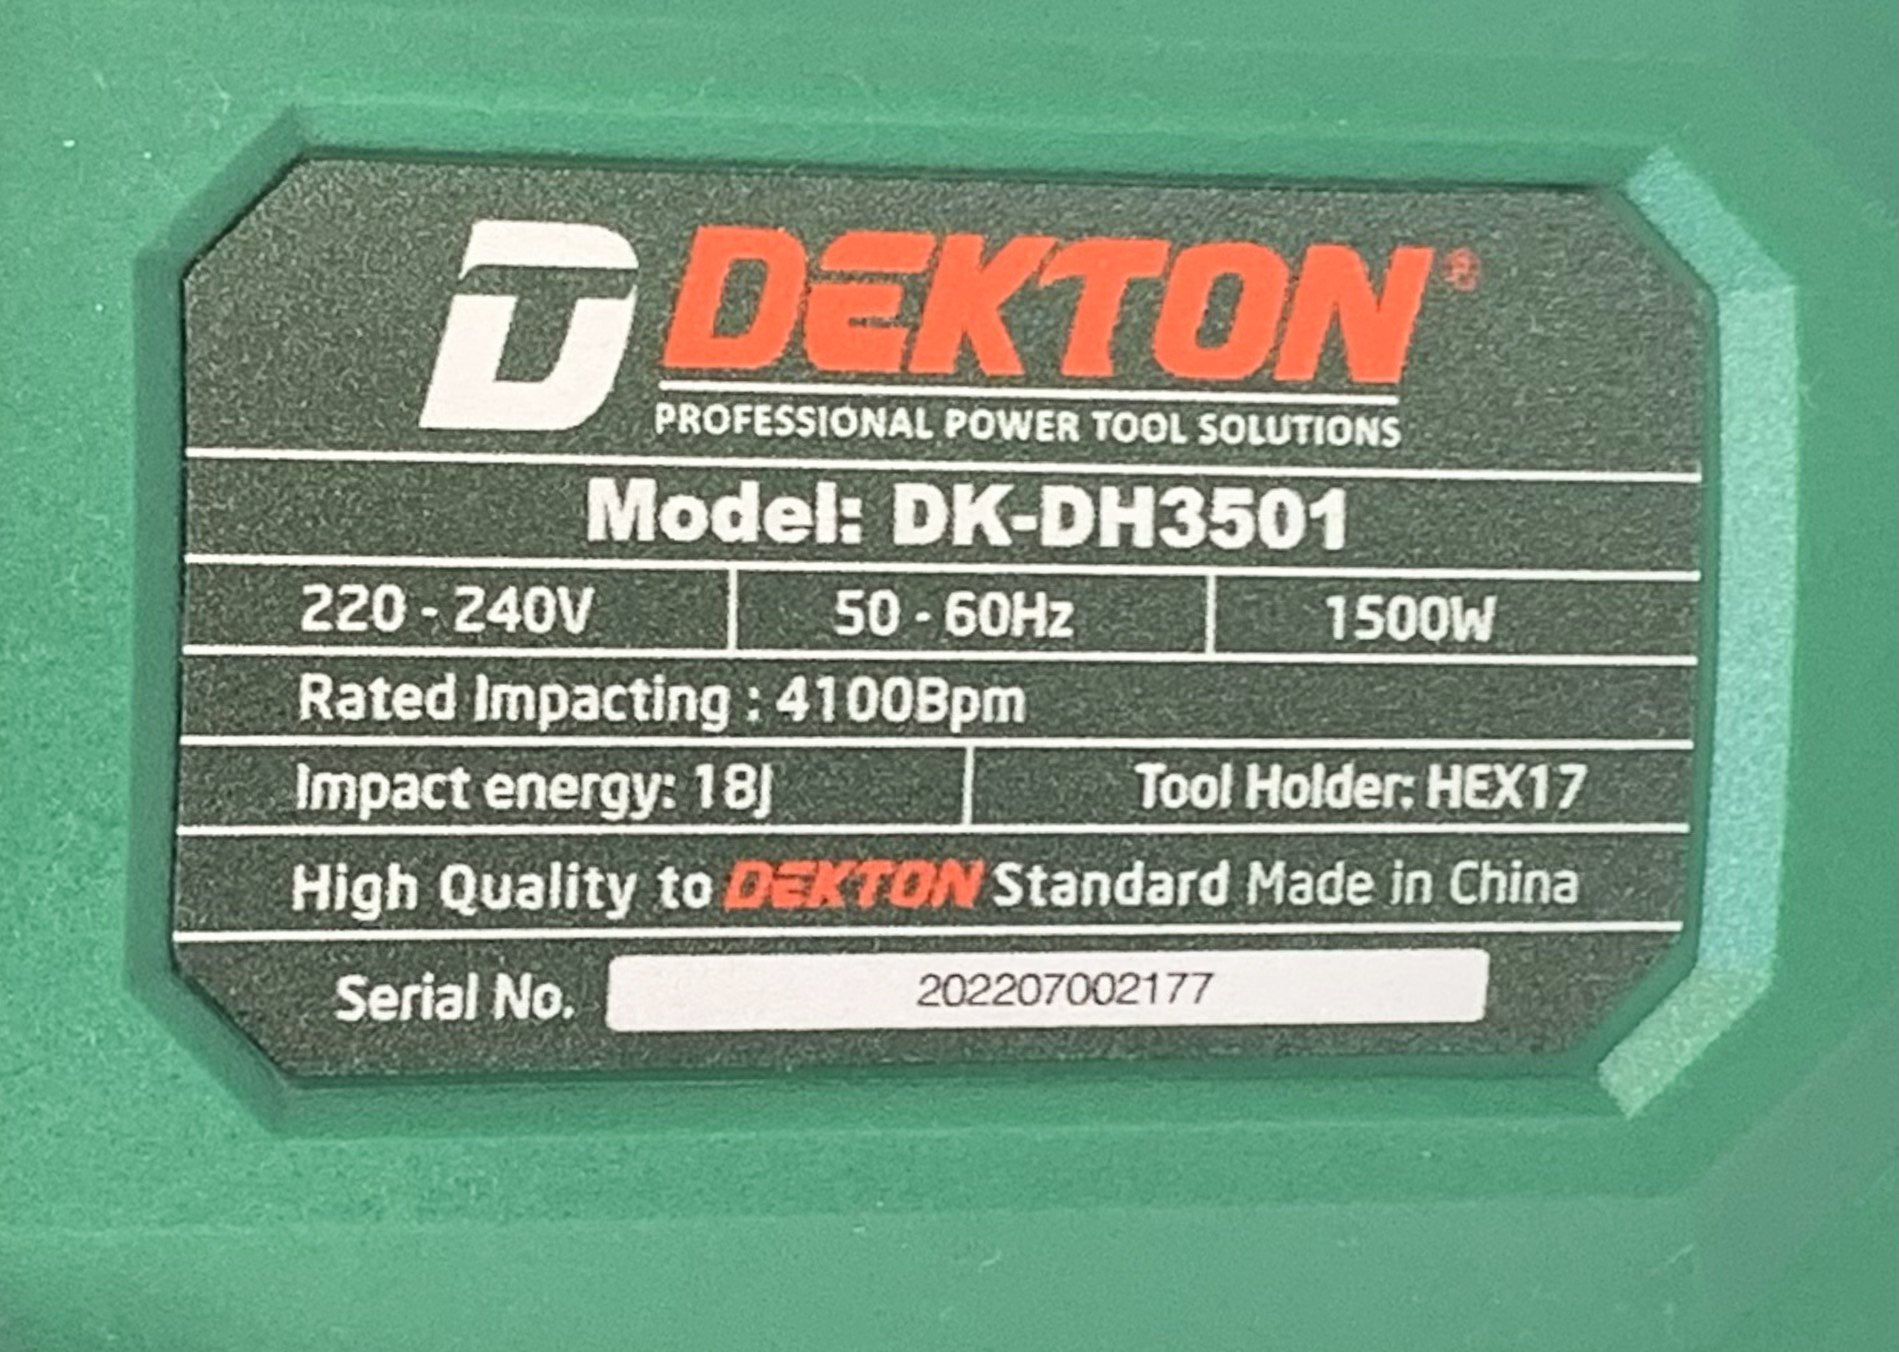 DEKTON®
PROFESSIONAL POWER TOOL SOLUTIONS
Model: DK-DH3501
220 - 240V 50 - 60Hz 1500W
Rated Impacting : 4100Bpm
Impact energy: 18J Tool Holder: HEX17
High Quality to DEKTON Standard Made in China
Serial No. 202207002177